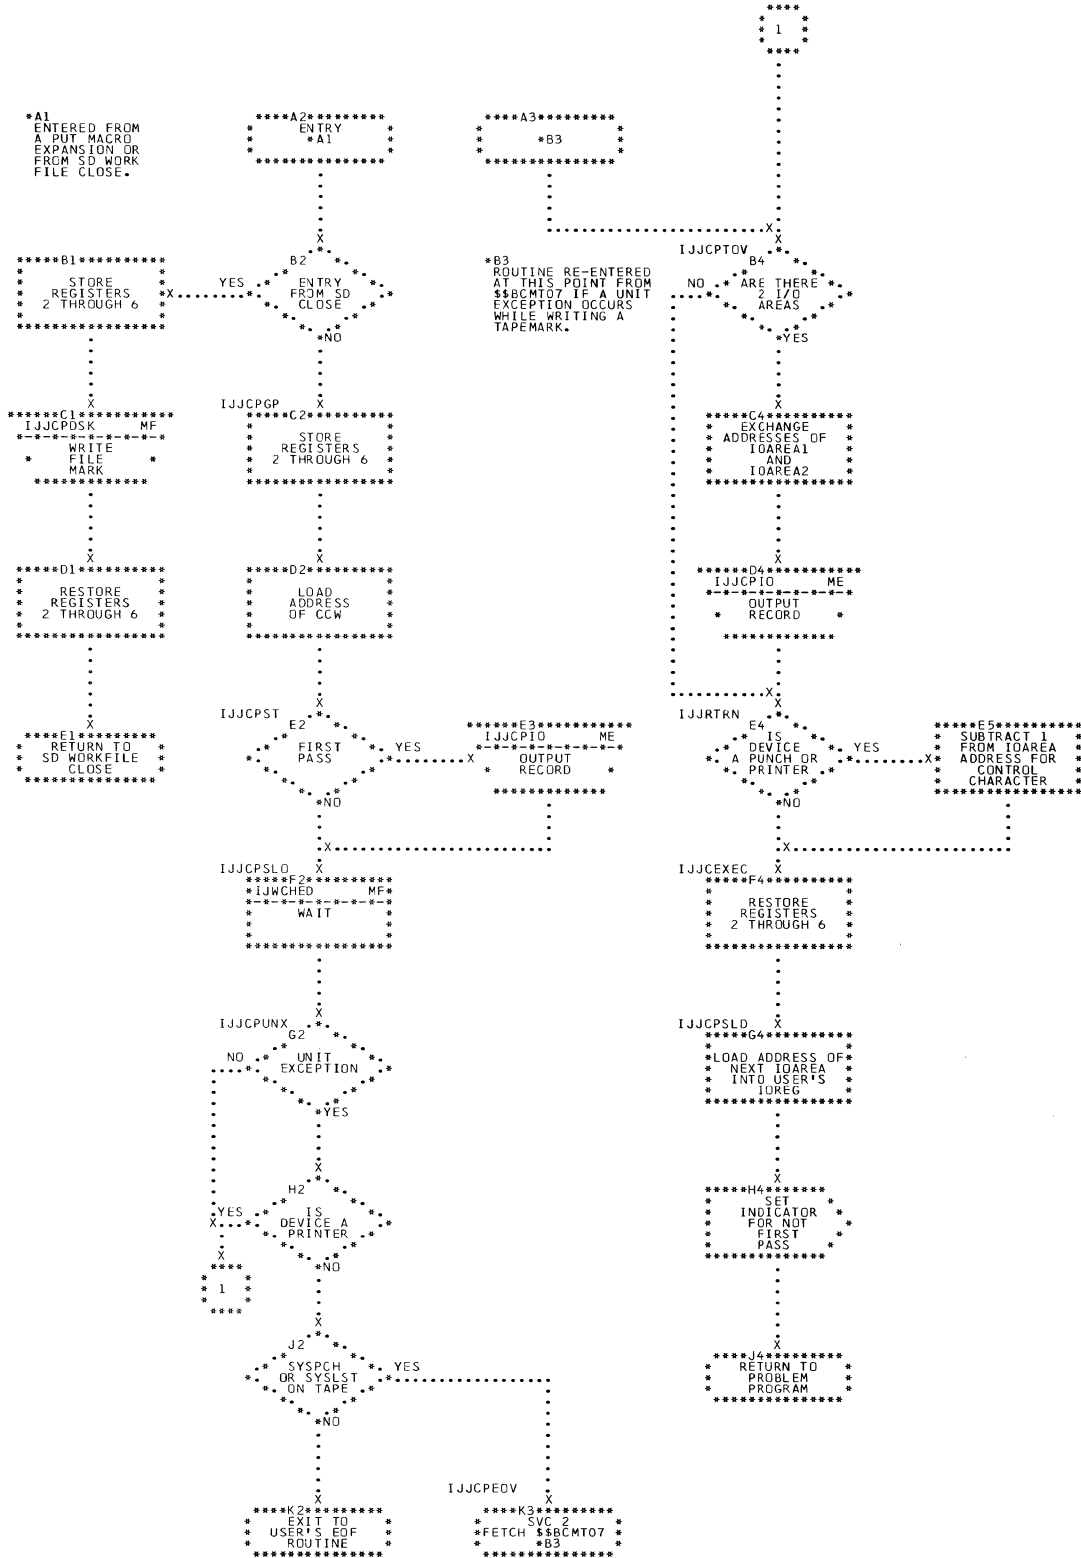 1
*A1
ENTERED FROM
A PUT MACRO
EXPANSION OR
FROM SD WORK
FILE CLOSE.
A2
ENTRY
*A1
A3
*B3
B1
STORE
REGISTERS
2 THROUGH 6
YES
B2
ENTRY
FROM SD
CLOSE
NO
*B3
ROUTINE RE-ENTERED
AT THIS POINT FROM
$$BCMT07 IF A UNIT
EXCEPTION OCCURS
WHILE WRITING A
TAPEMARK.
IJJCPTOV
B4
NO
ARE THERE
2 I/O
AREAS
YES
C1
IJJCPDSK MF
WRITE
FILE
MARK
IJJCPGP
C2
STORE
REGISTERS
2 THROUGH 6
C4
EXCHANGE
ADDRESSES OF
IOAREA1
AND
IOAREA2
D1
RESTORE
REGISTERS
2 THROUGH 6
D2
LOAD
ADDRESS
OF CCW
D4
IJJCPIO ME
OUTPUT
RECORD
E1
RETURN TO
SD WORKFILE
CLOSE
IJJCPST
E2
FIRST
PASS
YES
NO
E3
IJJCPIO ME
OUTPUT
RECORD
IJJRTRN
E4
IS
DEVICE
A PUNCH OR
PRINTER
YES
NO
E5
SUBTRACT 1
FROM IOAREA
ADDRESS FOR
CONTROL
CHARACTER
IJJCPSLO
F2
IJWCHED MF
WAIT
IJJCEXEC
F4
RESTORE
REGISTERS
2 THROUGH 6
IJJCPUNX
G2
NO
UNIT
EXCEPTION
YES
IJJCPSLD
G4
LOAD ADDRESS OF
NEXT IOAREA
INTO USER'S
IOREG
H2
YES
IS
DEVICE A
PRINTER
NO
1
H4
SET
INDICATOR
FOR NOT
FIRST
PASS
J2
SYSPCH
OR SYSLST
ON TAPE
YES
NO
J4
RETURN TO
PROBLEM
PROGRAM
K2
EXIT TO
USER'S EOF
ROUTINE
IJJCPEOV
K3
SVC 2
FETCH $$BCMT07
*B3